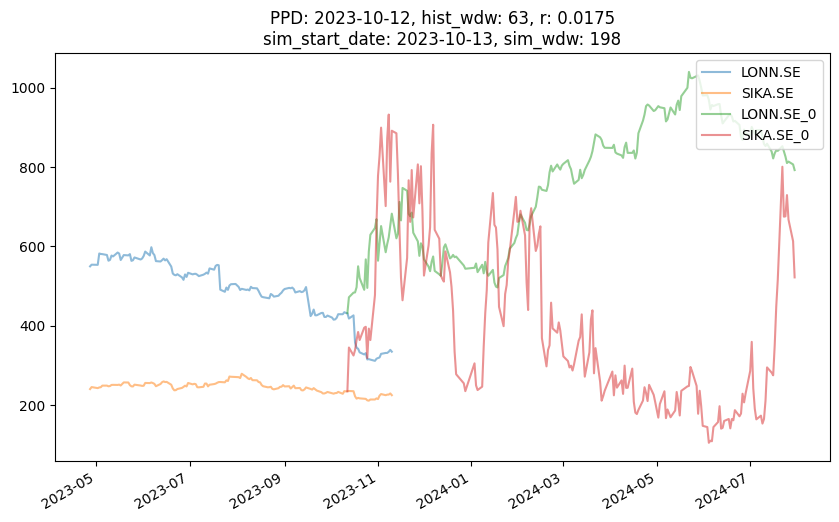 PPD: 2023-10-12, hist_wdw: 63, r: 0.0175
sim_start_date: 2023-10-13, sim_wdw: 198
1000
800
600
400
200
LONN.SE
SIKA.SE
LONN.SE_0
SIKA.SE_0
2023-05
2023-07
2023-09
2023-11
2024-01
2024-03
2024-05
2024-07